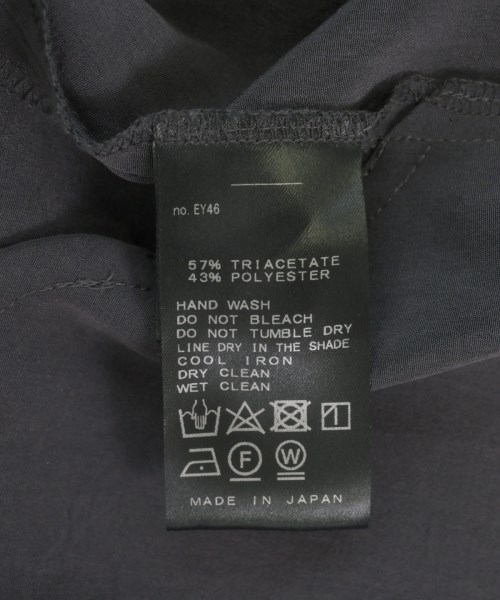 no. EY46
57% TRIACETATE
43% POLYESTER
HAND WASH
DO NOT BLEACH
DO NOT TUMBLE DRY
LINE DRY IN THE SHADE
COOL IRON
DRY CLEAN
WET CLEAN
F W
MADE IN JAPAN